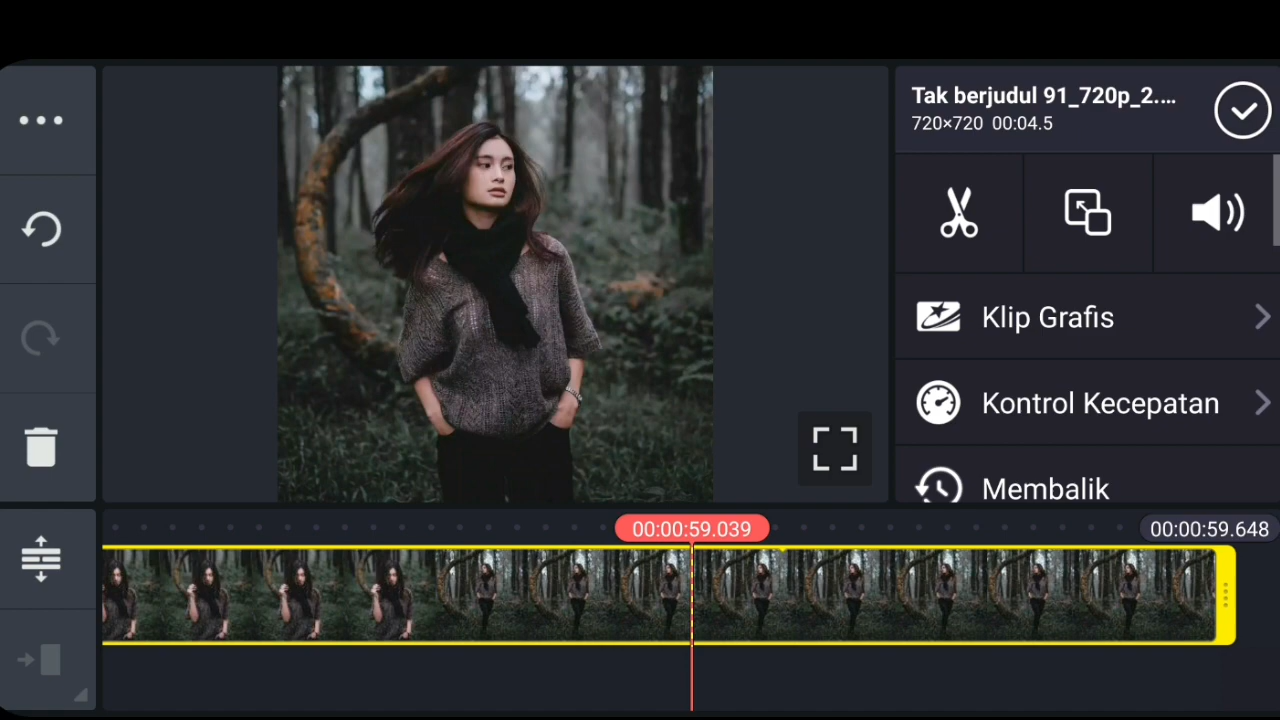 Tak berjudul 91_720p_2....
720×720 00:04.5
Klip Grafis
Kontrol Kecepatan
Membalik
00:00:59.039
00:00:59.648